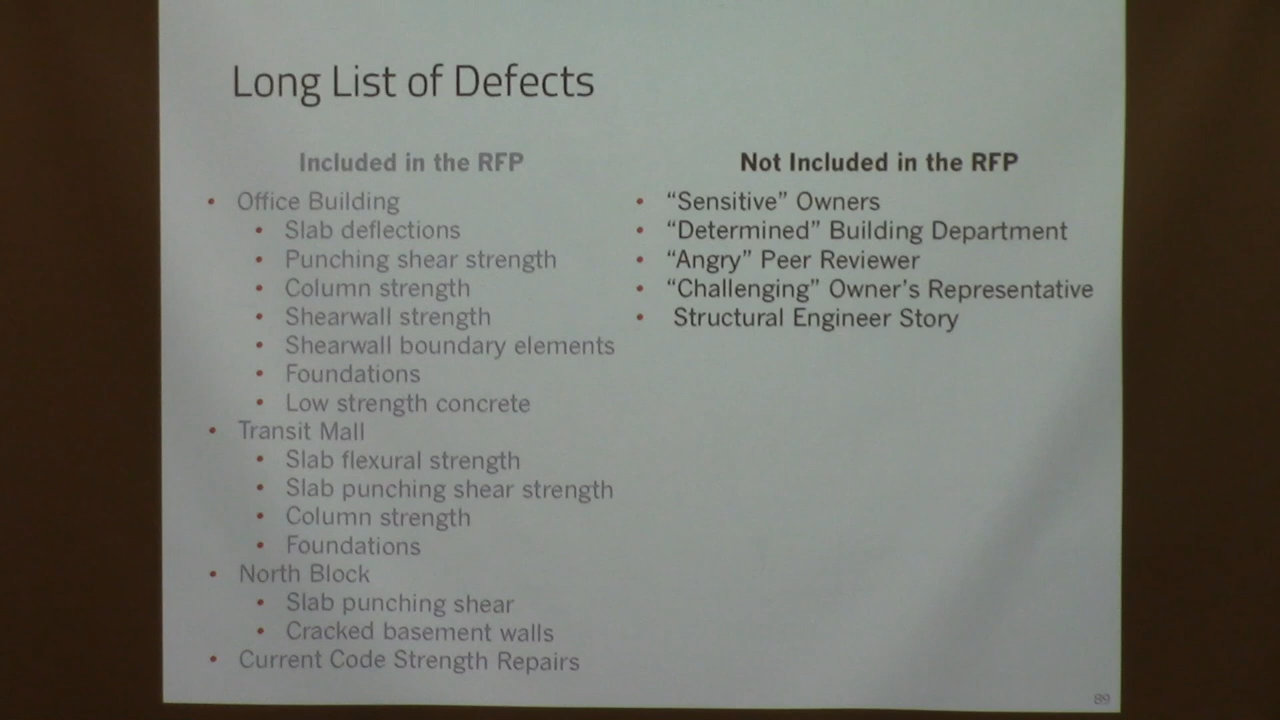 Long List of Defects
Included in the RFP
• Office Building
• Slab deflections
• Punching shear strength
• Column strength
• Shearwall strength
• Shearwall boundary elements
• Foundations
• Low strength concrete
• Transit Mall
• Slab flexural strength
• Slab punching shear strength
• Column strength
• Foundations
• North Block
• Slab punching shear
• Cracked basement walls
• Current Code Strength Repairs
Not Included in the RFP
• “Sensitive” Owners
• “Determined” Building Department
• “Angry” Peer Reviewer
• “Challenging” Owner’s Representative
• Structural Engineer Story
89